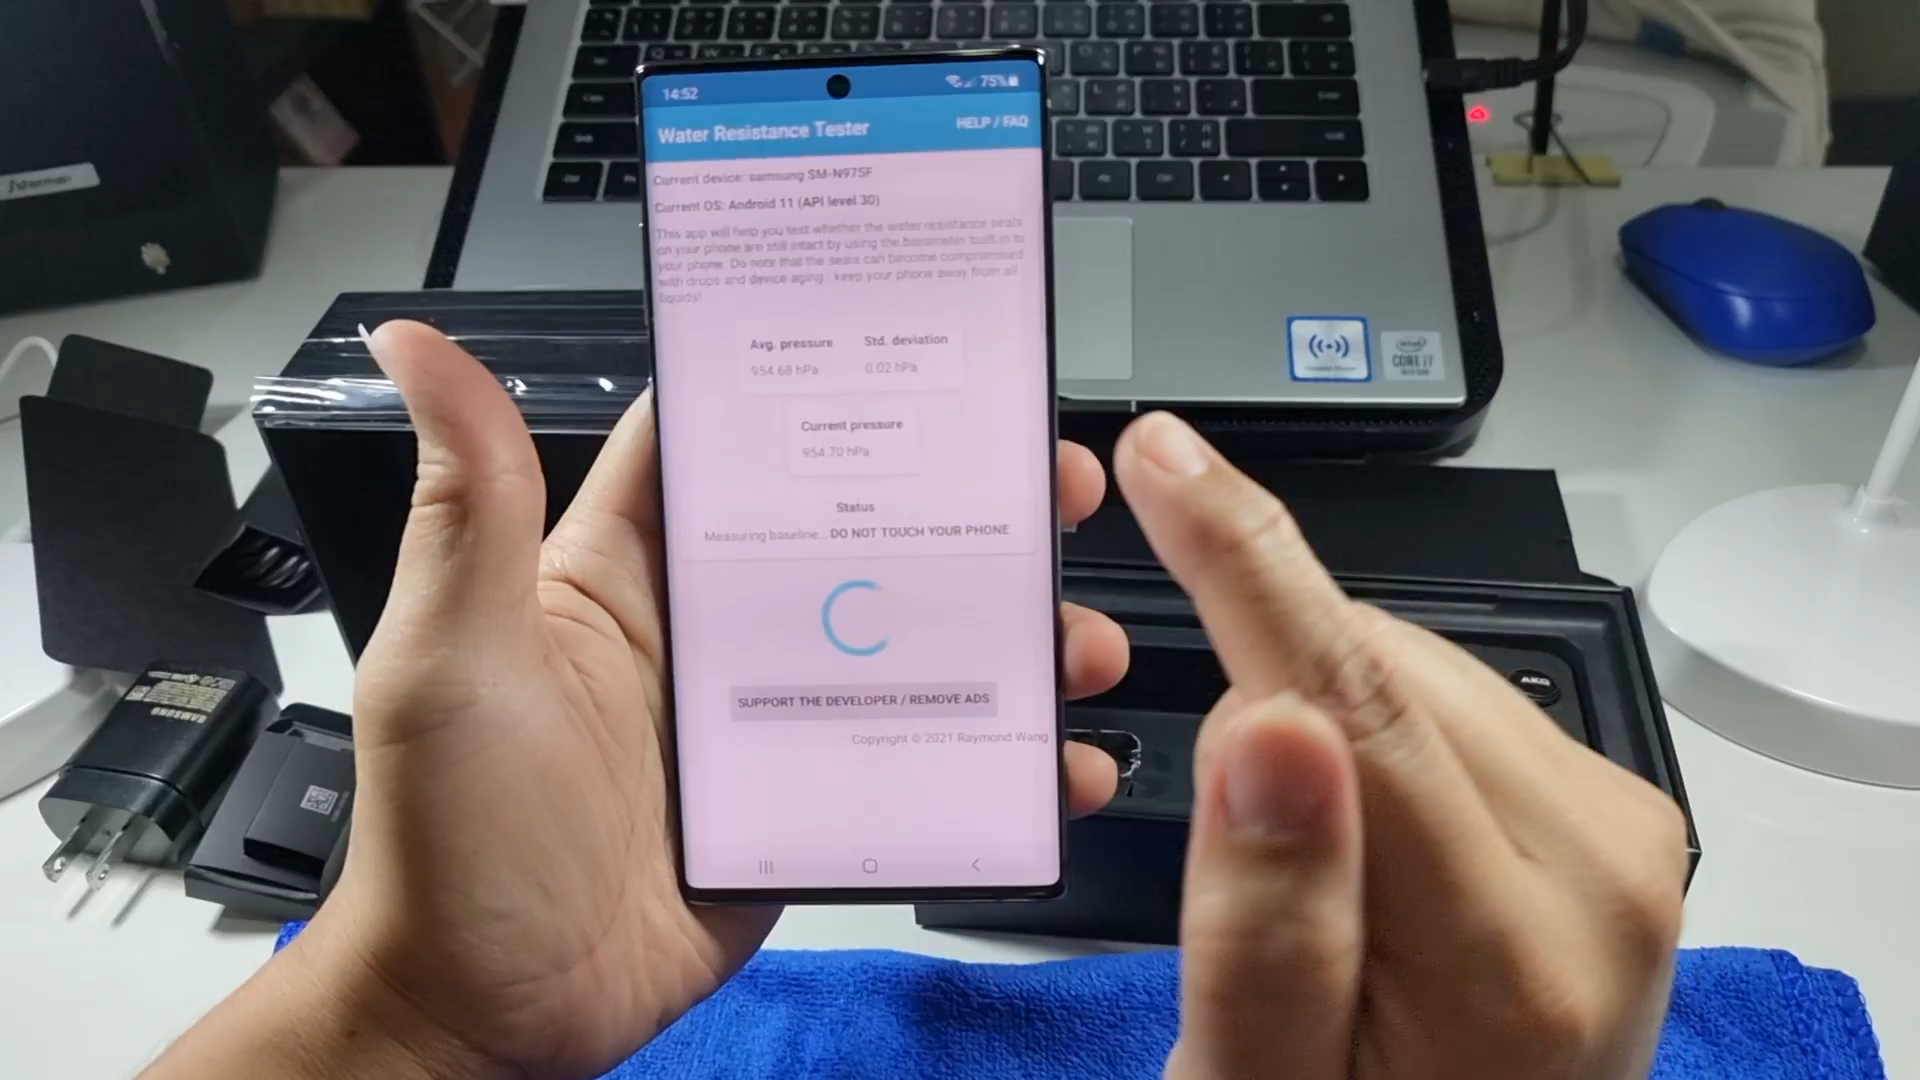 14:52
75%
Water Resistance Tester
HELP / FAQ
Current device: samsung SM-N975F
Current OS: Android 11 (API level 30)
This app will help you test whether the water resistance seals
on your phone are still intact by using the barometer built in to
your phone. Do note that the seals can become compromised
with drops and device aging - keep your phone away from all
liquids!
Avg. pressure
Std. deviation
954.68 hPa
0.02 hPa
Current pressure
954.70 hPa
Status
Measuring baseline... DO NOT TOUCH YOUR PHONE
SUPPORT THE DEVELOPER / REMOVE ADS
Copyright © 2021 Raymond Wang
intel
CORE i7
AKG
SAMSUNG